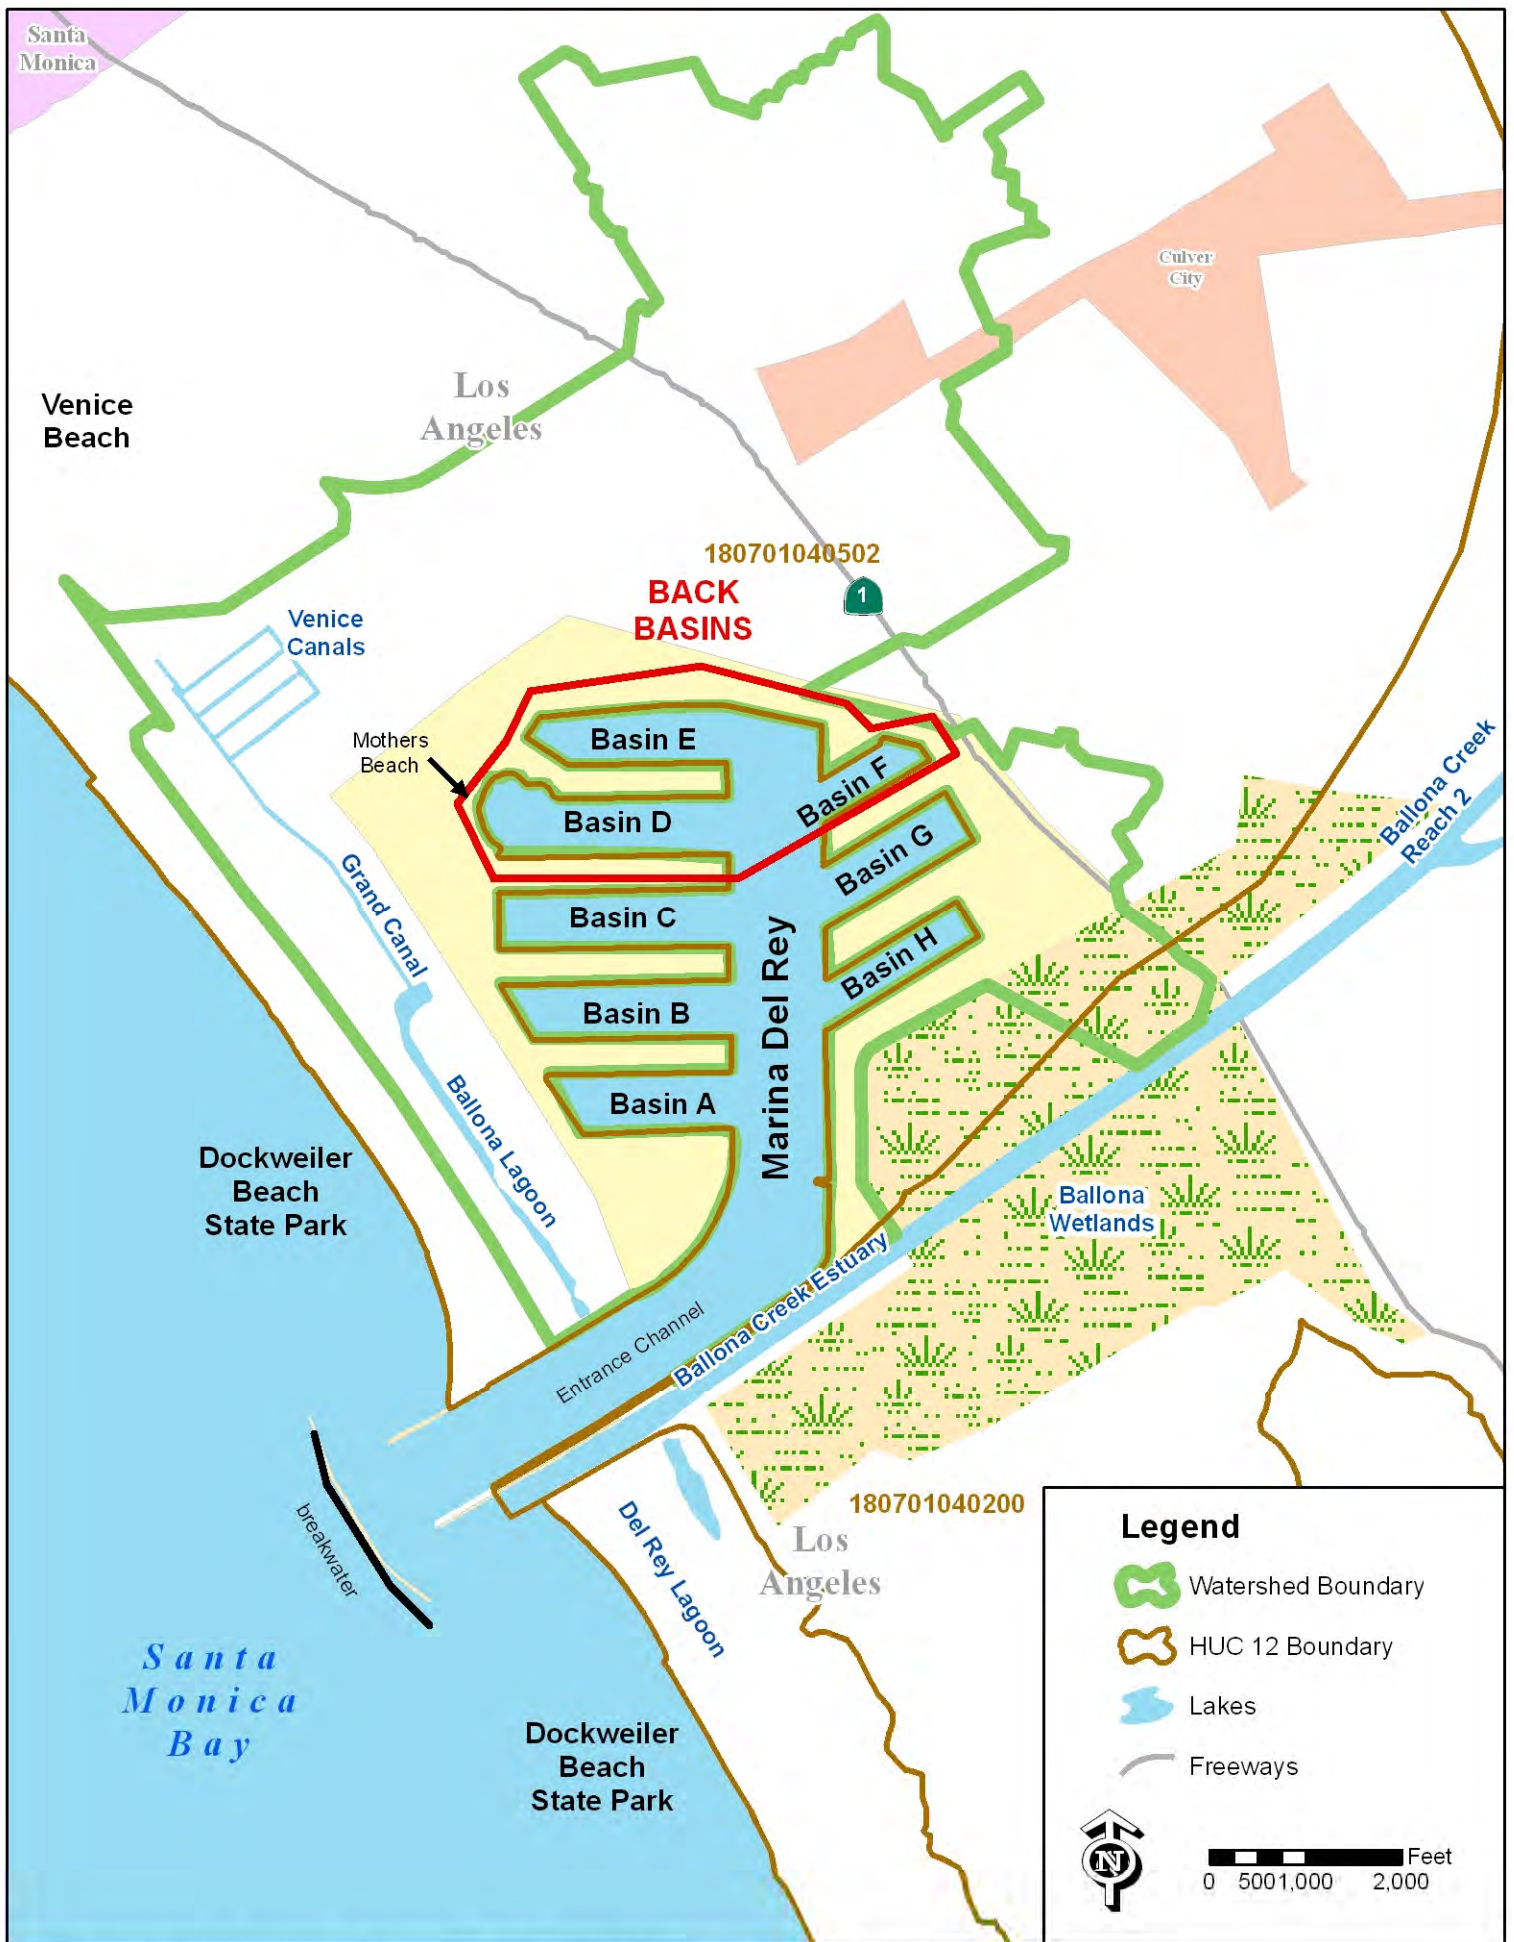 Santa
Monica
Culver
City
Los
Angeles
Venice
Beach
180701040502
1
BACK
BASINS
Venice
Canals
Mothers
Beach
Basin E
Basin F
Basin D
Basin G
Basin C
Basin H
Basin B
Basin A
Marina Del Rey
Grand Canal
Ballona Lagoon
Ballona Creek
Reach 2
Dockweiler
Beach
State Park
Ballona
Wetlands
Ballona Creek Estuary
Entrance Channel
breakwater
Del Rey Lagoon
180701040200
Los
Angeles
Santa
Monica
Bay
Dockweiler
Beach
State Park
Legend
Watershed Boundary
HUC 12 Boundary
Lakes
Freeways
N
Feet
0 500 1,000 2,000